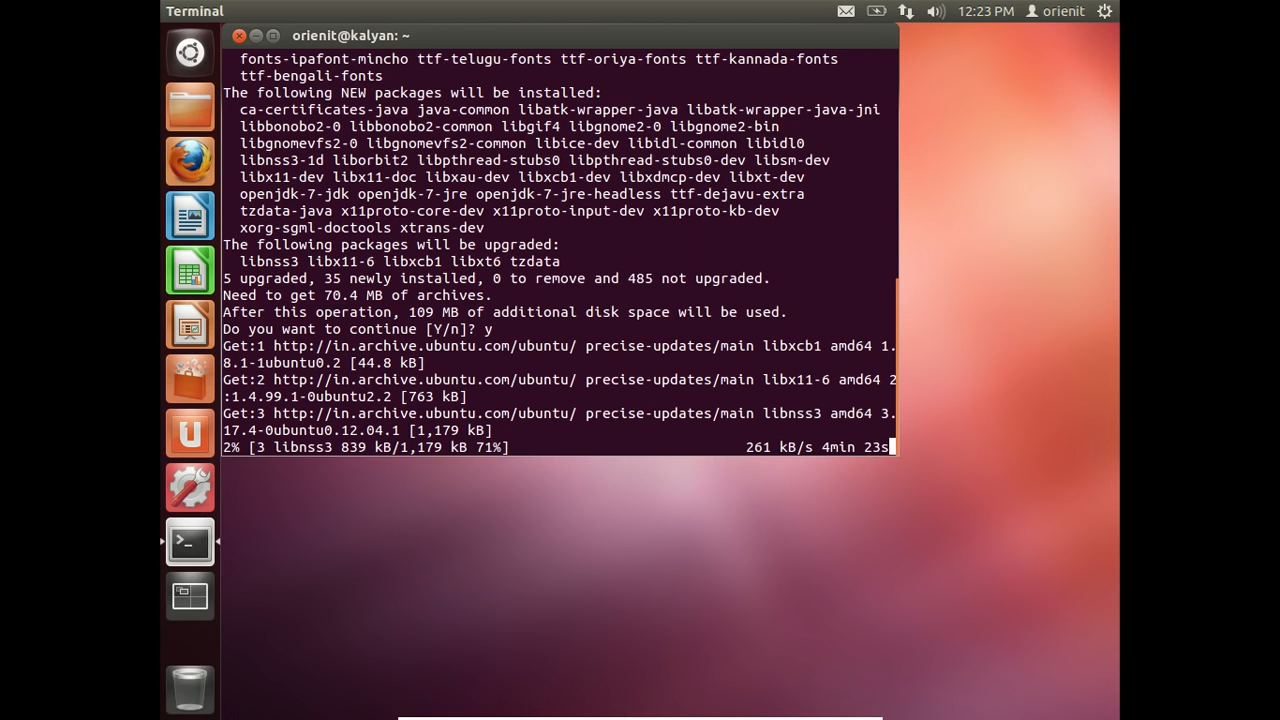 Terminal
12:23 PM
orienit
orienit@kalyan: ~
fonts-ipafont-mincho ttf-telugu-fonts ttf-oriya-fonts ttf-kannada-fonts
ttf-bengali-fonts
The following NEW packages will be installed:
ca-certificates-java java-common libatk-wrapper-java libatk-wrapper-java-jni
libbonobo2-0 libbonobo2-common libgif4 libgnome2-0 libgnome2-bin
libgnomevfs2-0 libgnomevfs2-common libice-dev libidl-common libidl0
libnss3-1d liborbit2 libpthread-stubs0 libpthread-stubs0-dev libsm-dev
libx11-dev libx11-doc libxau-dev libxcb1-dev libxdmcp-dev libxt-dev
openjdk-7-jdk openjdk-7-jre openjdk-7-jre-headless ttf-dejavu-extra
tzdata-java x11proto-core-dev x11proto-input-dev x11proto-kb-dev
xorg-sgml-doctools xtrans-dev
The following packages will be upgraded:
libnss3 libx11-6 libxcb1 libxt6 tzdata
5 upgraded, 35 newly installed, 0 to remove and 485 not upgraded.
Need to get 70.4 MB of archives.
After this operation, 109 MB of additional disk space will be used.
Do you want to continue [Y/n]? y
Get:1 http://in.archive.ubuntu.com/ubuntu/ precise-updates/main libxcb1 amd64 1.
8.1-1ubuntu0.2 [44.8 kB]
Get:2 http://in.archive.ubuntu.com/ubuntu/ precise-updates/main libx11-6 amd64 2
:1.4.99.1-0ubuntu2.2 [763 kB]
Get:3 http://in.archive.ubuntu.com/ubuntu/ precise-updates/main libnss3 amd64 3.
17.4-0ubuntu0.12.04.1 [1,179 kB]
2% [3 libnss3 839 kB/1,179 kB 71%] 261 kB/s 4min 23s